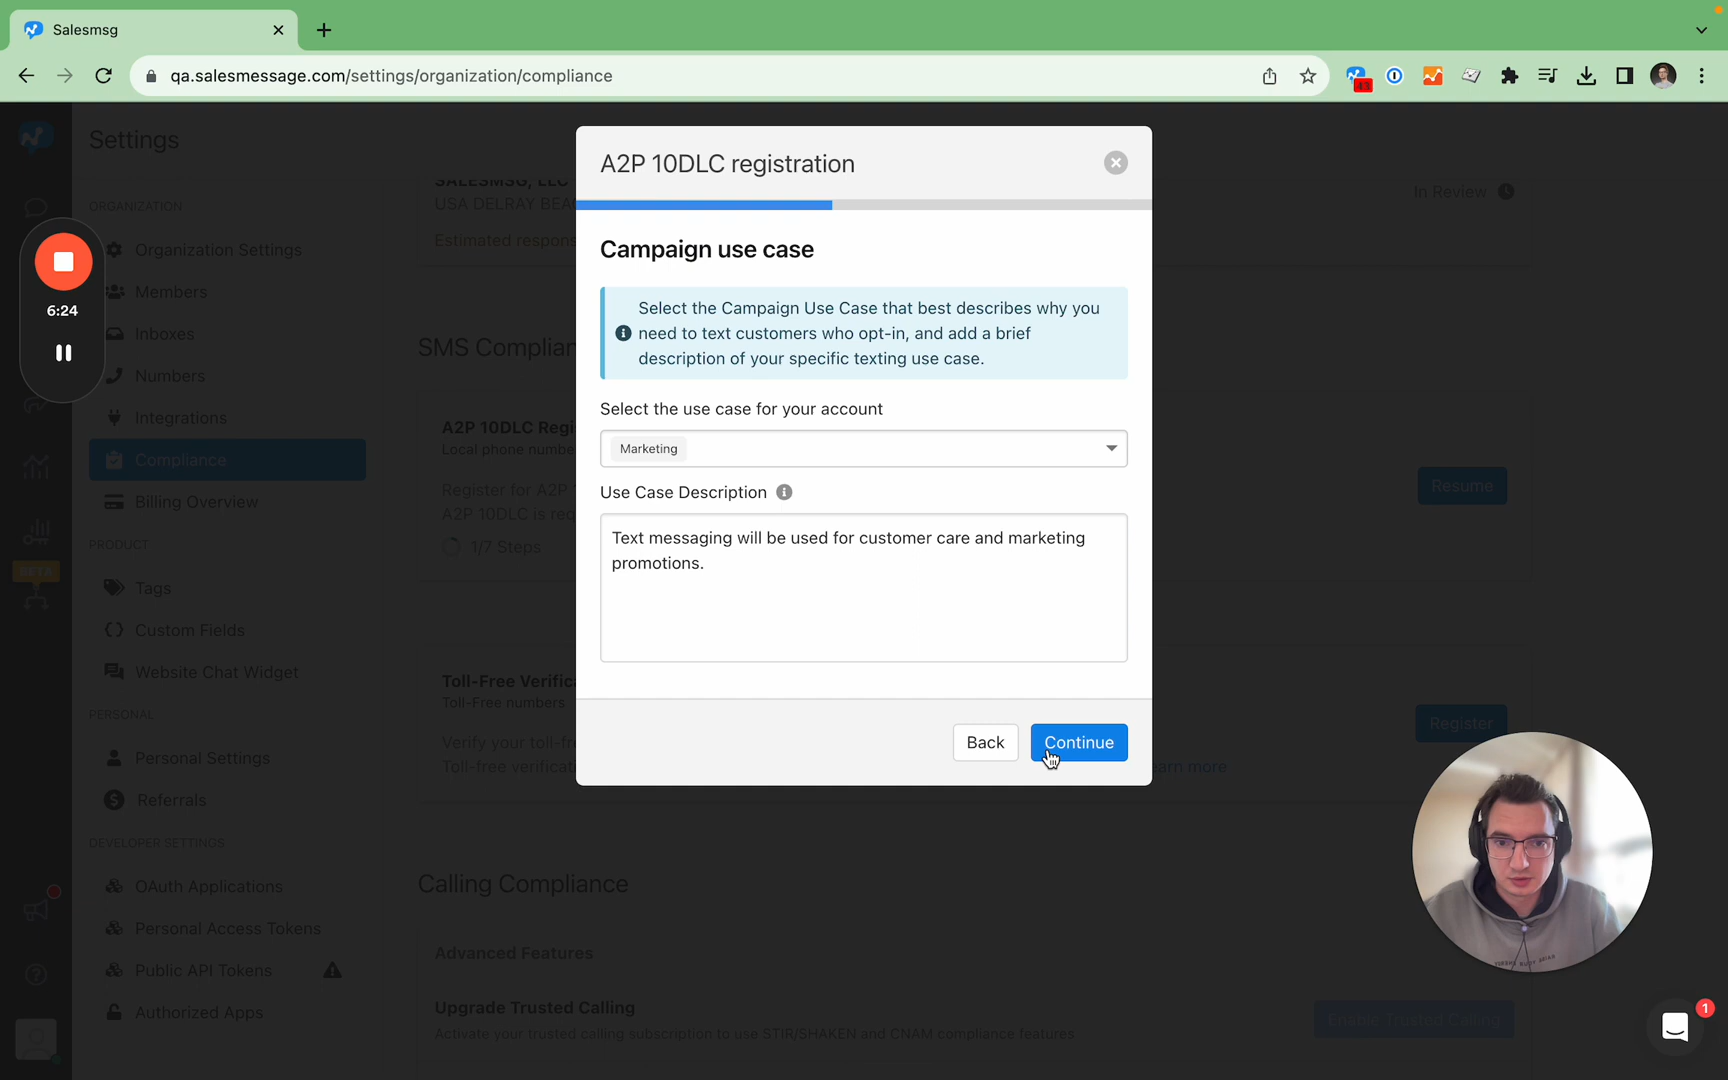 Salesmsg
qa.salesmessage.com/settings/organization/compliance
43
Settings
ORGANIZATION
Organization Settings
Members
Inboxes
Numbers
Integrations
Compliance
Billing Overview
PRODUCT
Tags
Custom Fields
Website Chat Widget
PERSONAL
Personal Settings
Referrals
DEVELOPER SETTINGS
OAuth Applications
Personal Access Tokens
Public API Tokens
Authorized Apps
BETA
6:24
SALESMSG, LLC
USA DELRAY BEA
Estimated respons
In Review
SMS Complian
A2P 10DLC Regi
Local phone numbe
Register for A2P
A2P 10DLC is req
1/7 Steps
Resume
Toll-Free Verifica
Toll-Free numbers
Verify your toll-fr
Toll-free verificat
earn more
Register
Calling Compliance
Advanced Features
Upgrade Trusted Calling
Activate your trusted calling subscription to use STIR/SHAKEN and CNAM compliance features
Enable Trusted Calling
A2P 10DLC registration
Campaign use case
Select the Campaign Use Case that best describes why you
need to text customers who opt-in, and add a brief
description of your specific texting use case.
Select the use case for your account
Marketing
Use Case Description
Text messaging will be used for customer care and marketing
promotions.
Back
Continue
1